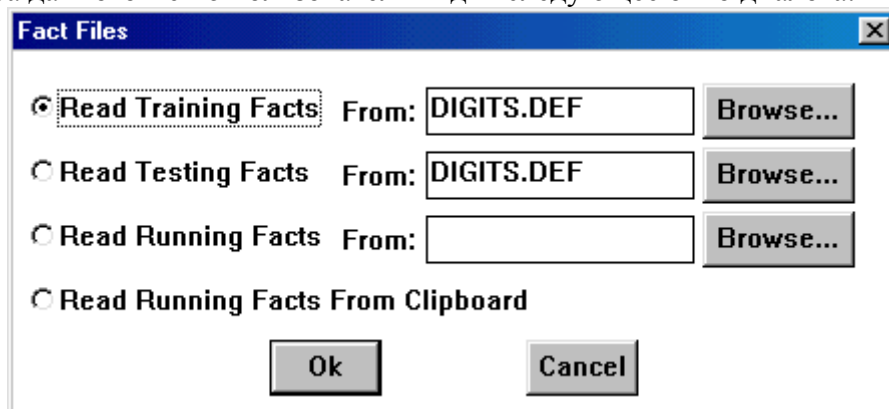 Fact Files
Read Training Facts From: DIGITS.DEF Browse...
Read Testing Facts From: DIGITS.DEF Browse...
Read Running Facts From: Browse...
Read Running Facts From Clipboard
Ok Cancel